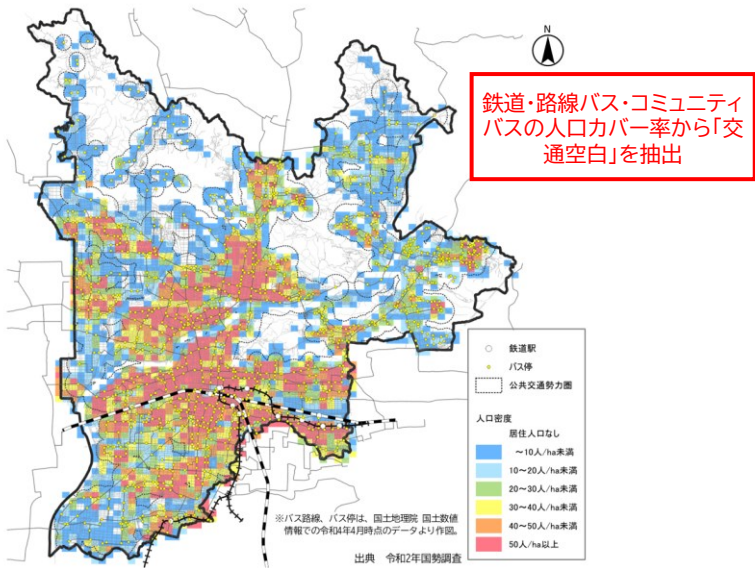 N
鉄道・路線バス・コミュニティ
バスの人口カバー率から「交
通空白」を抽出
鉄道駅
バス停
公共交通勢力圏
人口密度
居住人口なし
～10人/ha未満
10～20人/ha未満
20～30人/ha未満
30～40人/ha未満
40～50人/ha未満
50人/ha以上
※バス路線、バス停は、国土地理院 国土数値
情報での令和4年4月時点のデータより作図。
出典　令和2年国勢調査